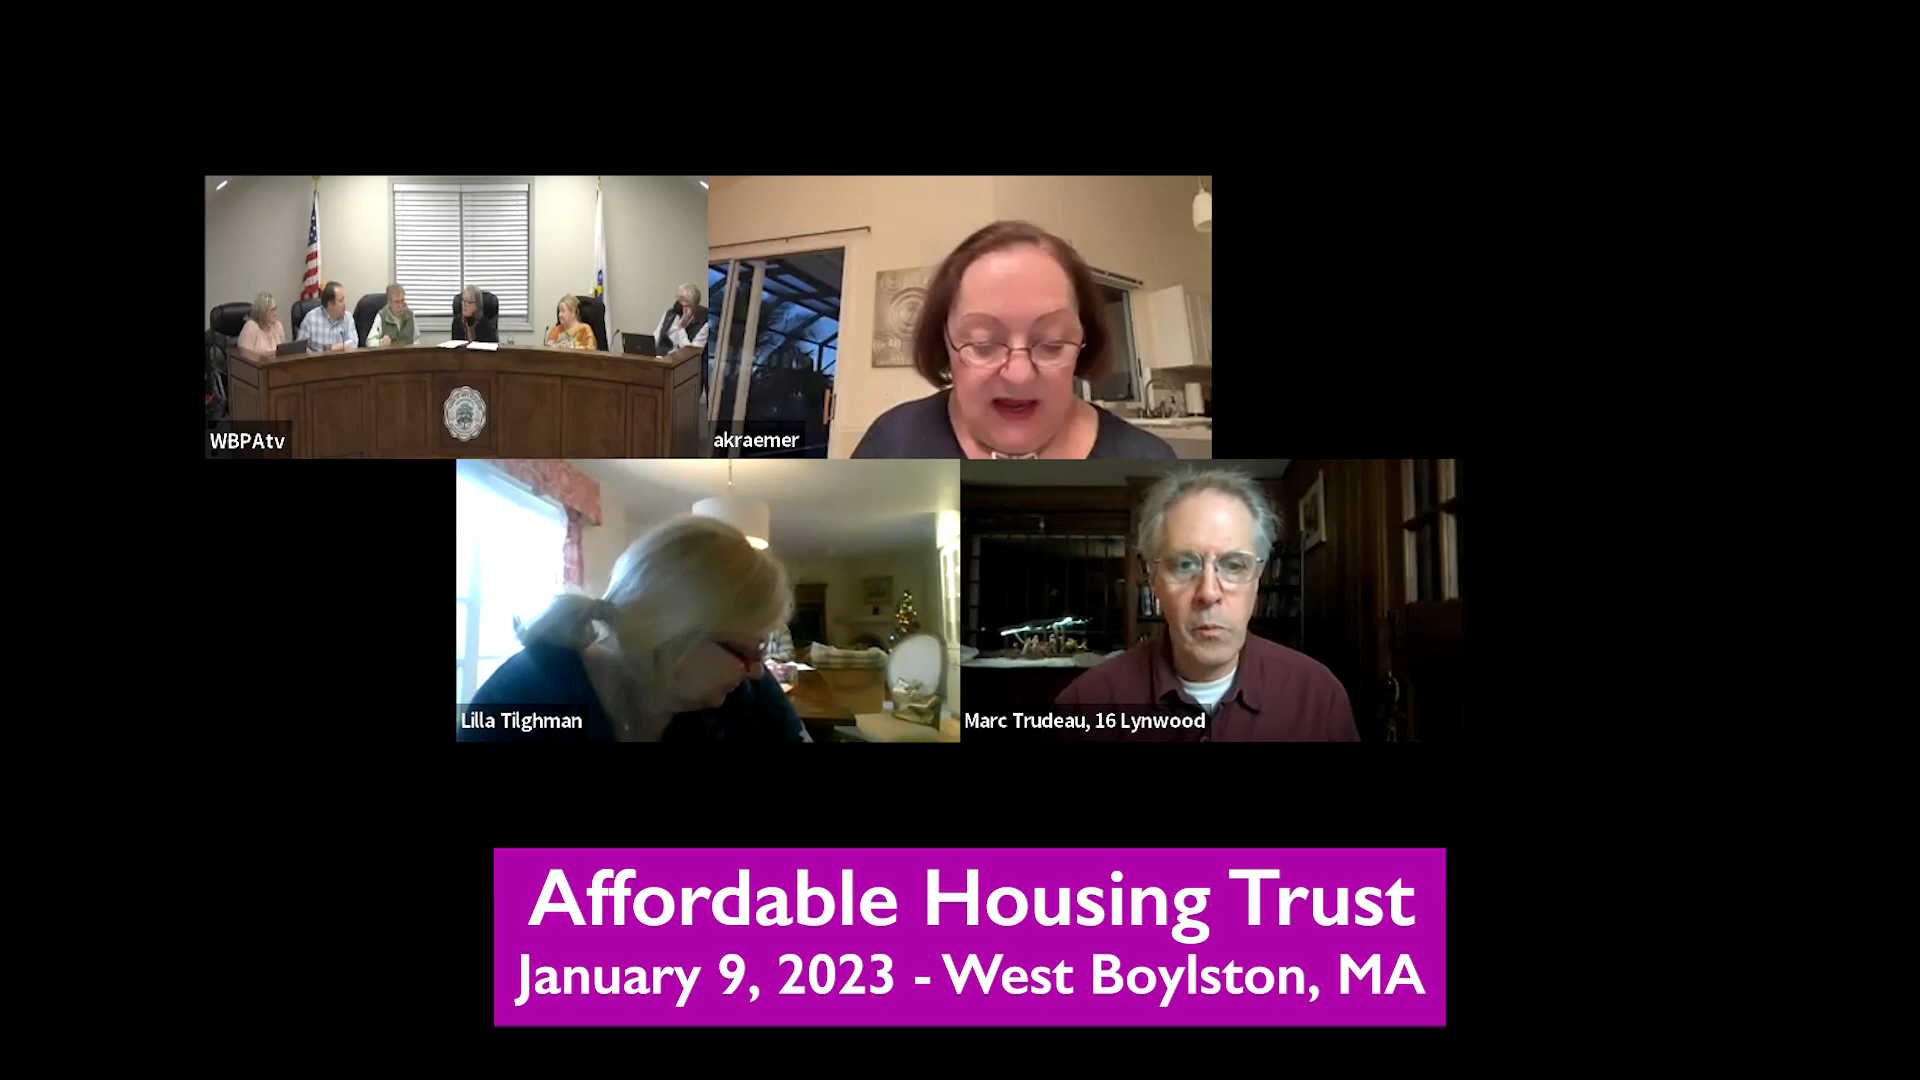 WBPAtv
akraemer
Lilla Tilghman
Marc Trudeau, 16 Lynwood
Affordable Housing Trust
January 9, 2023 - West Boylston, MA